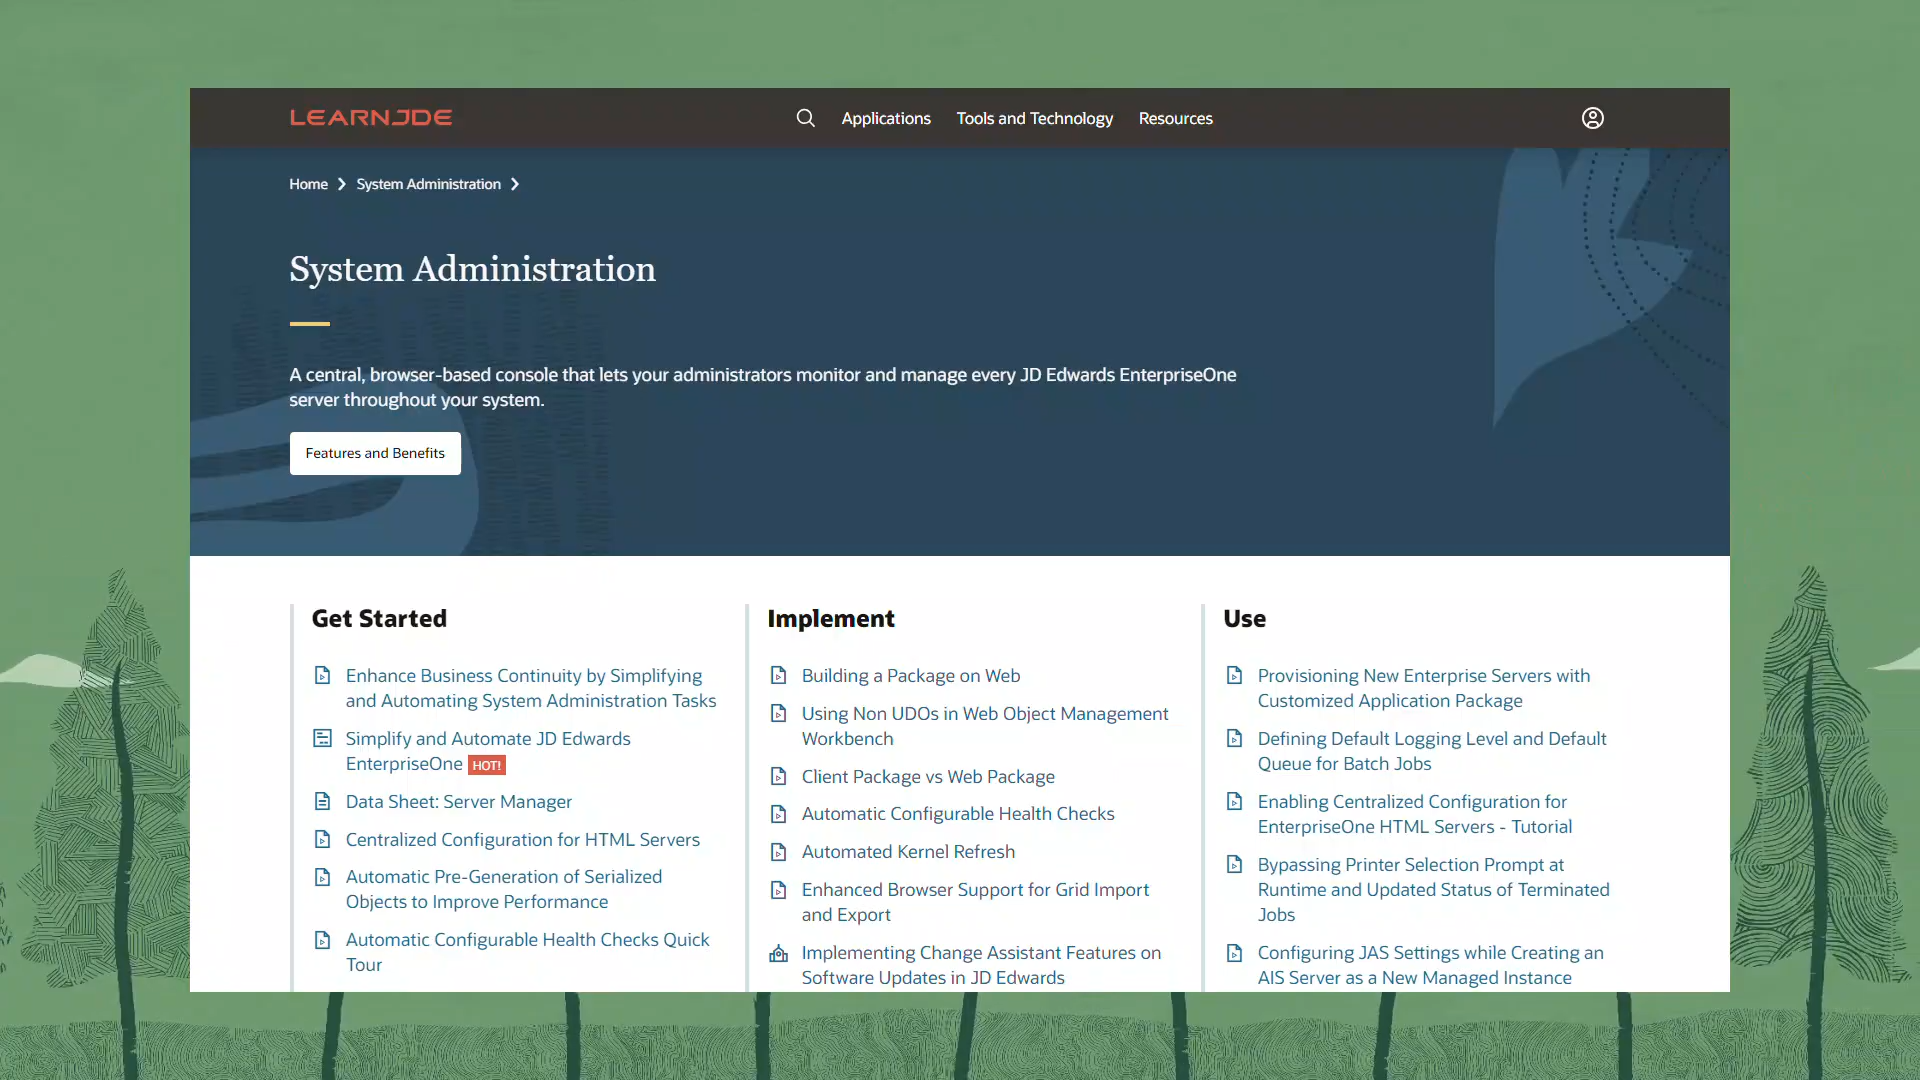 LEARNJDE
Applications
Tools and Technology
Resources
Home
System Administration
System Administration
A central, browser-based console that lets your administrators monitor and manage every JD Edwards EnterpriseOne
server throughout your system.
Features and Benefits
Get Started
Enhance Business Continuity by Simplifying
and Automating System Administration Tasks
Simplify and Automate JD Edwards
EnterpriseOne HOT!
Data Sheet: Server Manager
Centralized Configuration for HTML Servers
Automatic Pre-Generation of Serialized
Objects to Improve Performance
Automatic Configurable Health Checks Quick
Tour
Implement
Building a Package on Web
Using Non UDOs in Web Object Management
Workbench
Client Package vs Web Package
Automatic Configurable Health Checks
Automated Kernel Refresh
Enhanced Browser Support for Grid Import
and Export
Implementing Change Assistant Features on
Software Updates in JD Edwards
Use
Provisioning New Enterprise Servers with
Customized Application Package
Defining Default Logging Level and Default
Queue for Batch Jobs
Enabling Centralized Configuration for
EnterpriseOne HTML Servers - Tutorial
Bypassing Printer Selection Prompt at
Runtime and Updated Status of Terminated
Jobs
Configuring JAS Settings while Creating an
AIS Server as a New Managed Instance